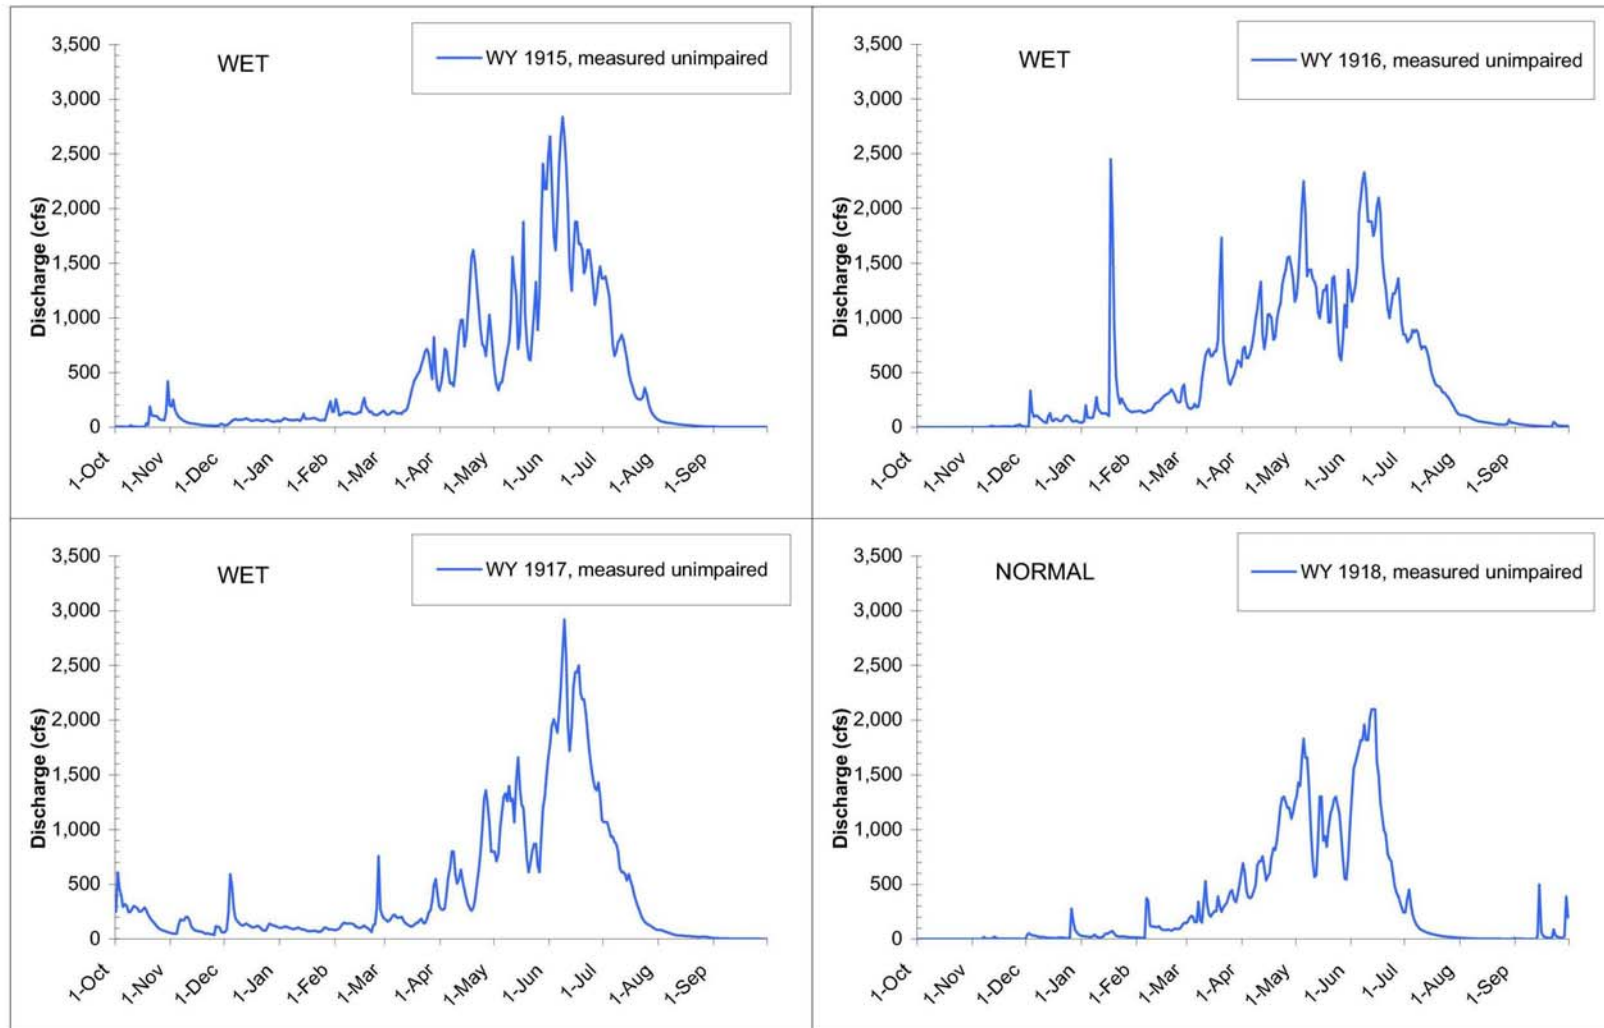 WET
WY 1915, measured unimpaired
3,500
3,000
2,500
2,000
1,500
1,000
500
0
Discharge (cfs)
1-Oct
1-Nov
1-Dec
1-Jan
1-Feb
1-Mar
1-Apr
1-May
1-Jun
1-Jul
1-Aug
1-Sep
WET
WY 1916, measured unimpaired
3,500
3,000
2,500
2,000
1,500
1,000
500
0
Discharge (cfs)
1-Oct
1-Nov
1-Dec
1-Jan
1-Feb
1-Mar
1-Apr
1-May
1-Jun
1-Jul
1-Aug
1-Sep
WET
WY 1917, measured unimpaired
3,500
3,000
2,500
2,000
1,500
1,000
500
0
Discharge (cfs)
1-Oct
1-Nov
1-Dec
1-Jan
1-Feb
1-Mar
1-Apr
1-May
1-Jun
1-Jul
1-Aug
1-Sep
NORMAL
WY 1918, measured unimpaired
3,500
3,000
2,500
2,000
1,500
1,000
500
0
Discharge (cfs)
1-Oct
1-Nov
1-Dec
1-Jan
1-Feb
1-Mar
1-Apr
1-May
1-Jun
1-Jul
1-Aug
1-Sep